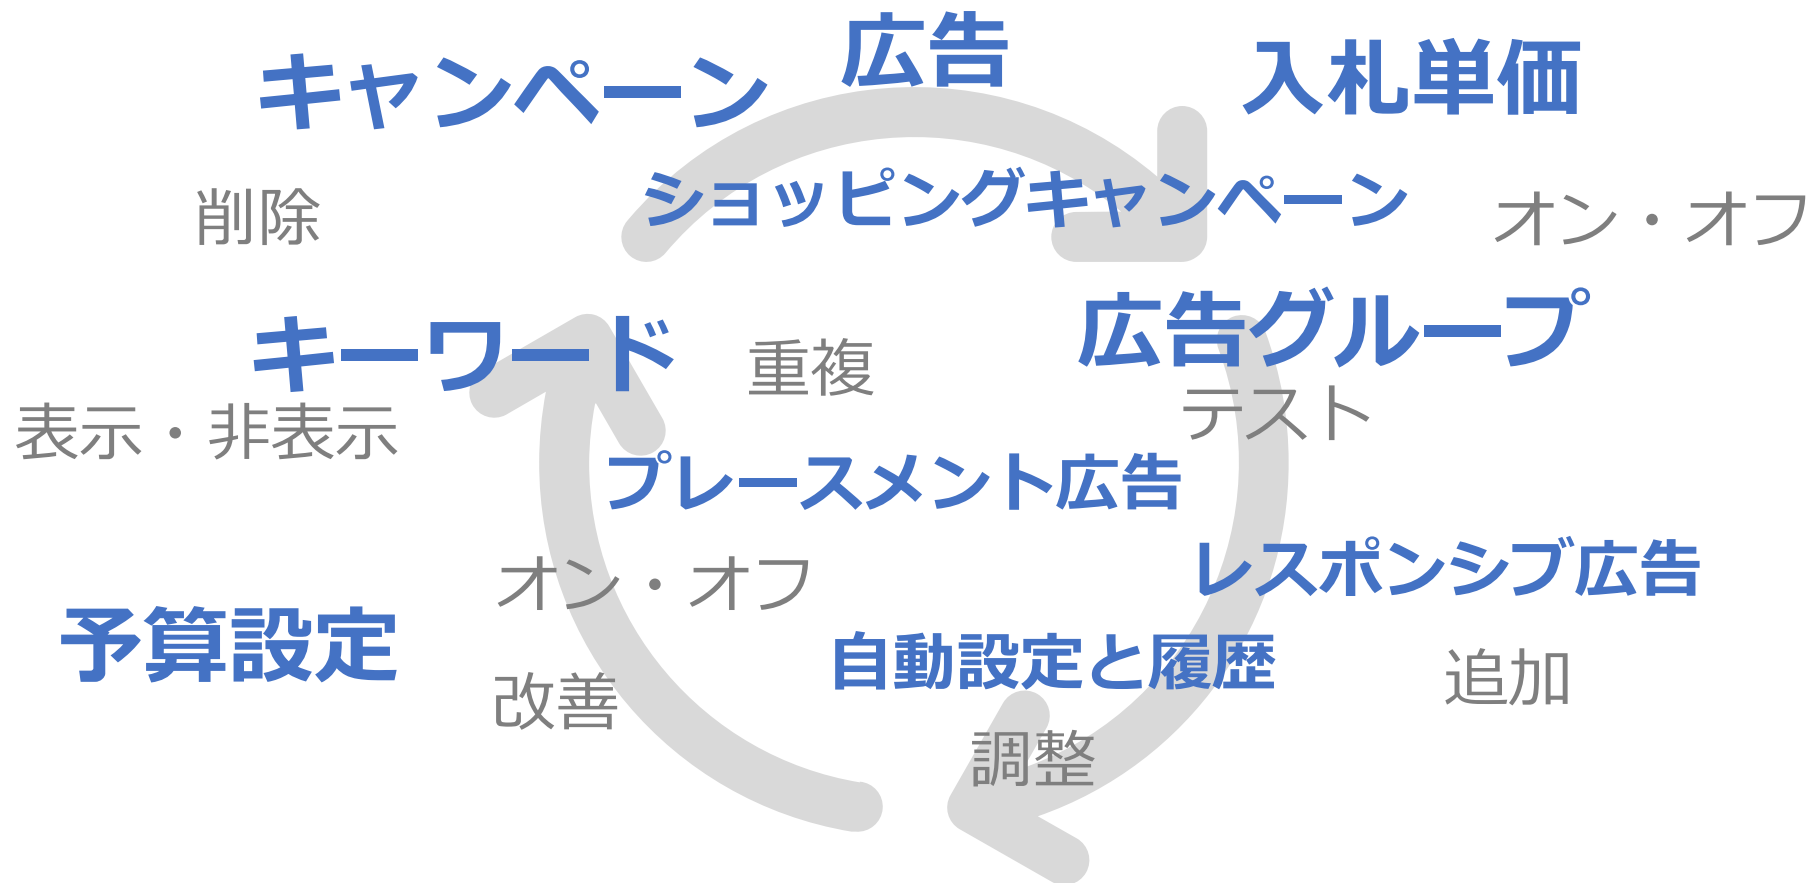 広告
キャンペーン
入札単価
ショッピングキャンペーン
削除
オン・オフ
広告グループ
キーワード
重複
テスト
表示・非表示
プレースメント広告
レスポンシブ広告
オン・オフ
予算設定
自動設定と履歴
追加
改善
調整